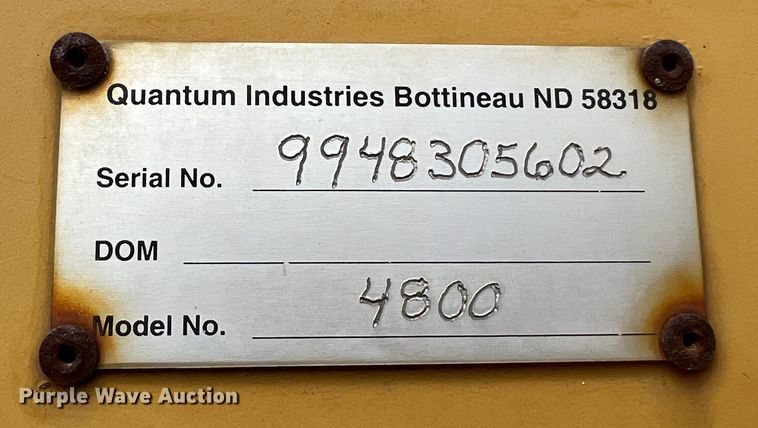 Quantum Industries Bottineau ND 58318
Serial No. 9948305602
DOM
Model No. 4800
Purple Wave Auction